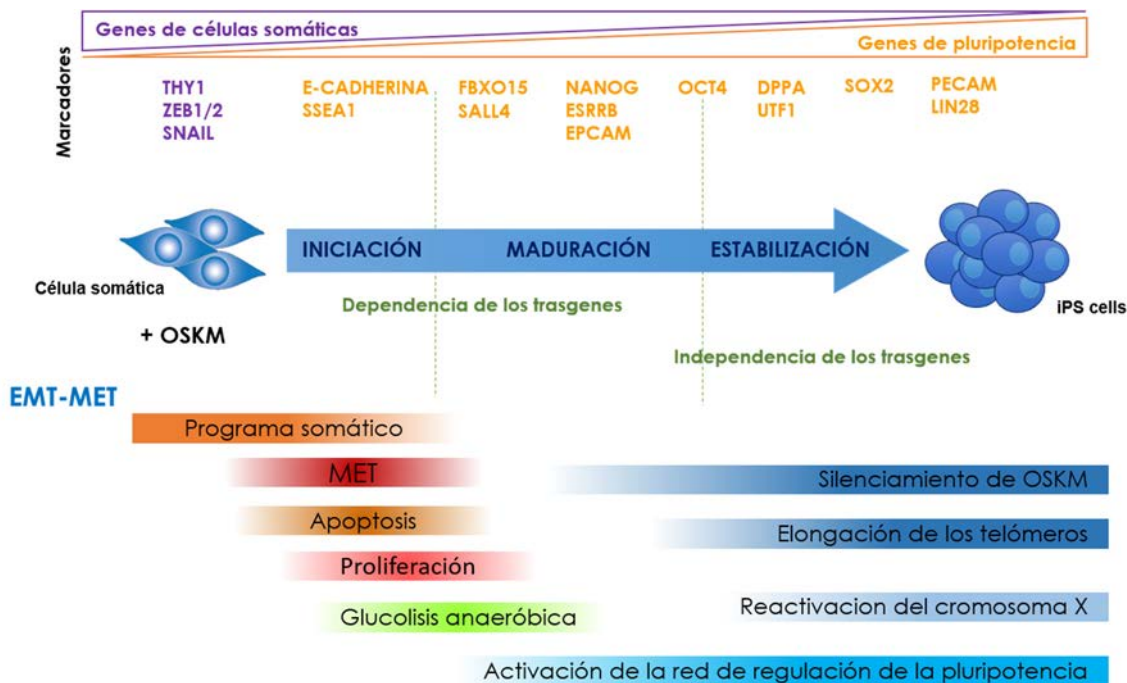 Genes de células somáticas
Genes de pluripotencia
Marcadores
THY1
ZEB1/2
SNAIL
E-CADHERINA
SSEA1
FBXO15
SALL4
NANOG
ESRRB
EPCAM
OCT4
DPPA
UTF1
SOX2
PECAM
LIN28
Célula somática
+ OSKM
INICIACIÓN
MADURACIÓN
ESTABILIZACIÓN
iPS cells
Dependencia de los trasgenes
Independencia de los trasgenes
EMT-MET
Programa somático
MET
Apoptosis
Proliferación
Glucolisis anaeróbica
Silenciamiento de OSKM
Elongación de los telómeros
Reactivacion del cromosoma X
Activación de la red de regulación de la pluripotencia